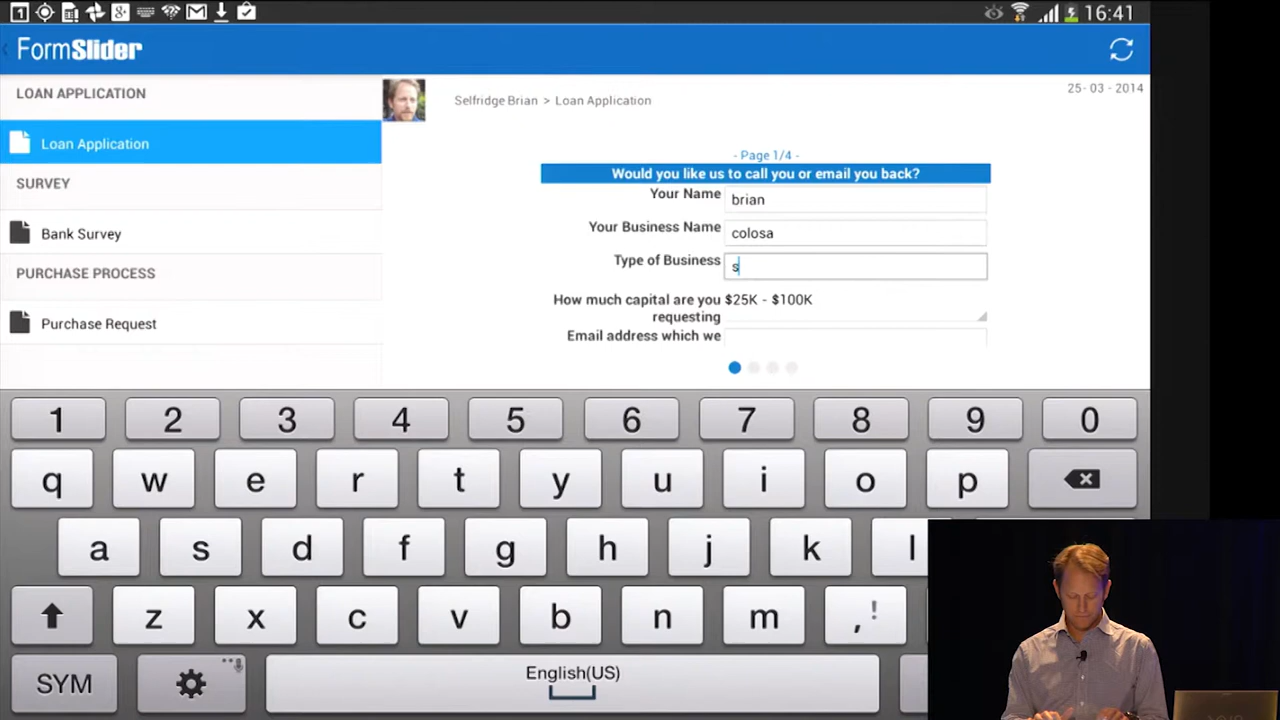 1 16:41
FormSlider
LOAN APPLICATION
Loan Application
SURVEY
Bank Survey
PURCHASE PROCESS
Purchase Request
25-03-2014
Selfridge Brian > Loan Application
- Page 1/4 -
Would you like us to call you or email you back?
Your Name brian
Your Business Name colosa
Type of Business s
How much capital are you $25K - $100K
requesting
Email address which we
1 2 3 4 5 6 7 8 9 0
q w e r t y u i o p
a s d f g h j k l
z x c v b n m , !
SYM English(US)